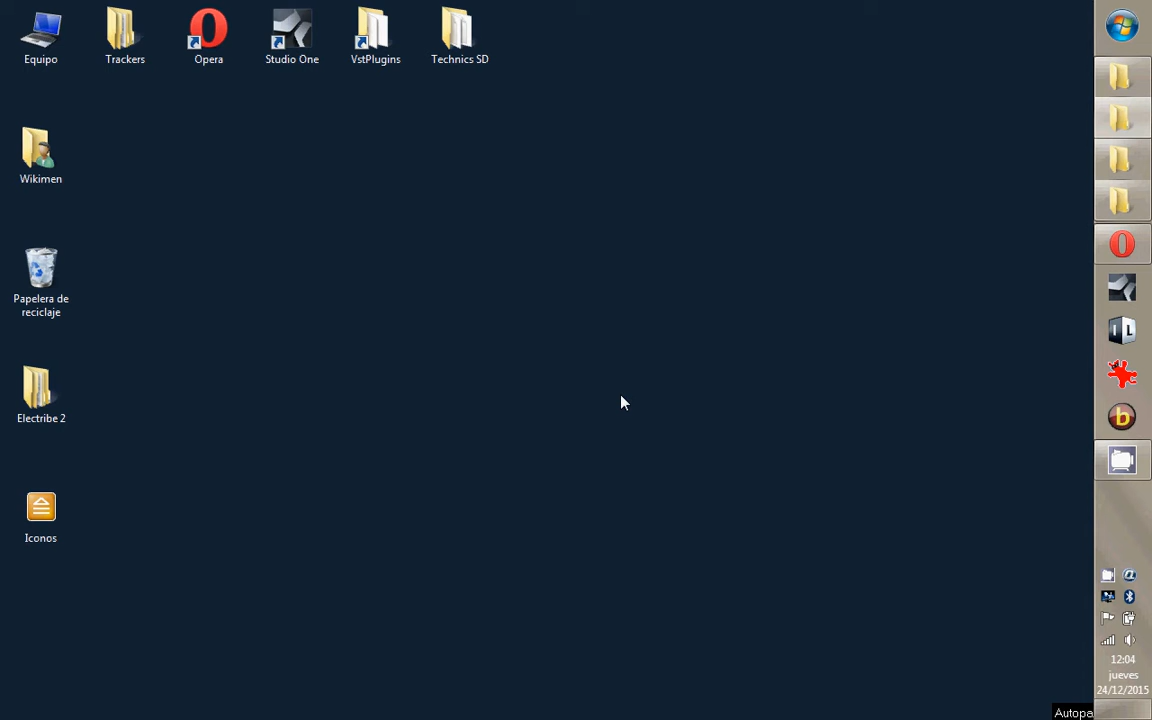 Equipo
Trackers
Opera
Studio One
VstPlugins
Technics SD
Wikimen
Papelera de
reciclaje
Electribe 2
Iconos
I L
b
12:04
jueves
24/12/2015
Autopa